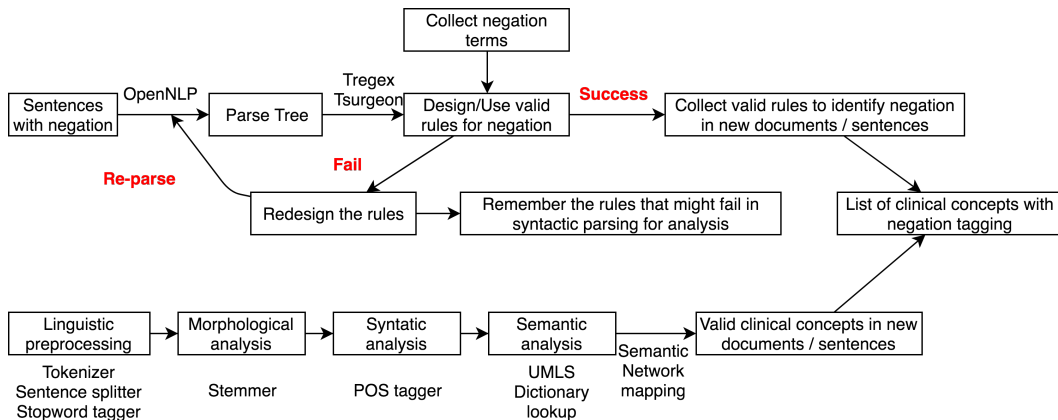 Collect negation
terms
OpenNLP
Tregex
Tsurgeon
Success
Sentences
with negation
Parse Tree
Design/Use valid
rules for negation
Collect valid rules to identify negation
in new documents / sentences
Re-parse
Fail
Redesign the rules
Remember the rules that might fail in
syntactic parsing for analysis
List of clinical concepts with
negation tagging
Linguistic
preprocessing
Morphological
analysis
Syntatic
analysis
Semantic
analysis
Valid clinical concepts in new
documents / sentences
Tokenizer
Sentence splitter
Stopword tagger
Stemmer
POS tagger
UMLS
Dictionary
lookup
Semantic
Network
mapping